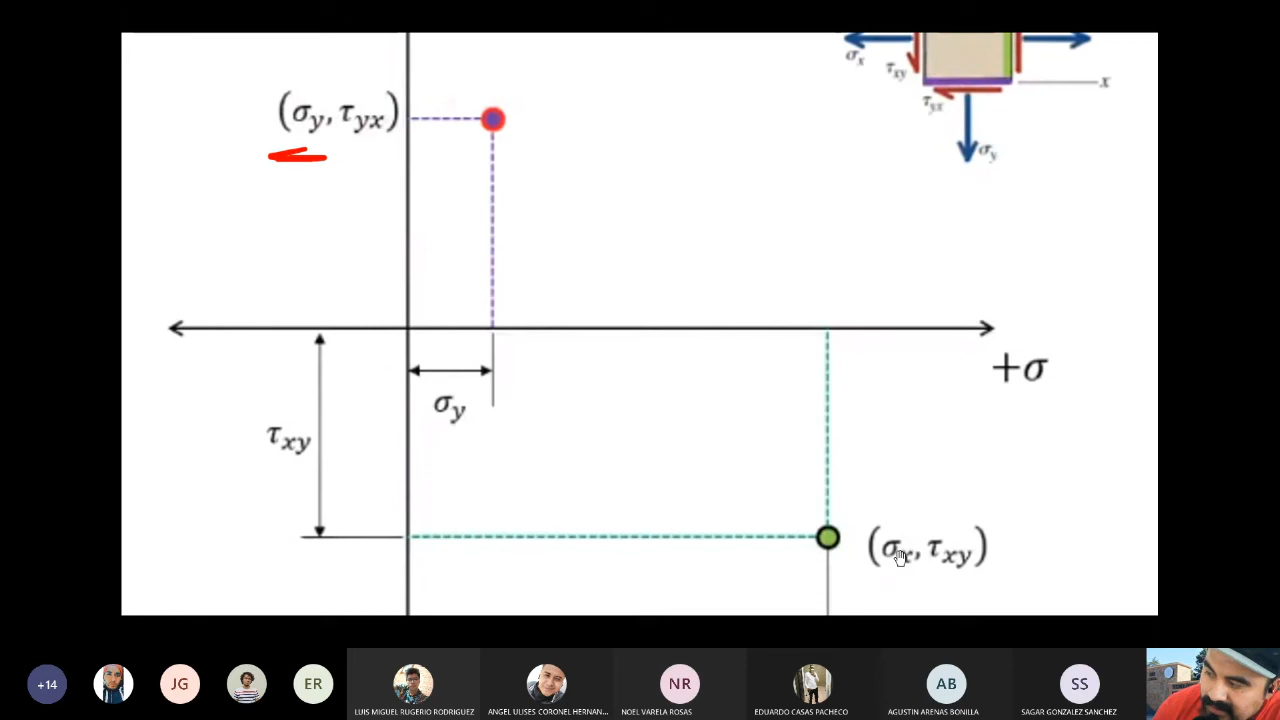 σx
τxy
x
τyx
σy
(σy, τyx)
+σ
σy
τxy
(σx, τxy)
+14
JG
ER
NR
AB
SS
LUIS MIGUEL RUGERIO RODRIGUEZ
ANGEL ULISES CORONEL HERNAN...
NOEL VARELA ROSAS
EDUARDO CASAS PACHECO
AGUSTIN ARENAS BONILLA
SAGAR GONZALEZ SANCHEZ